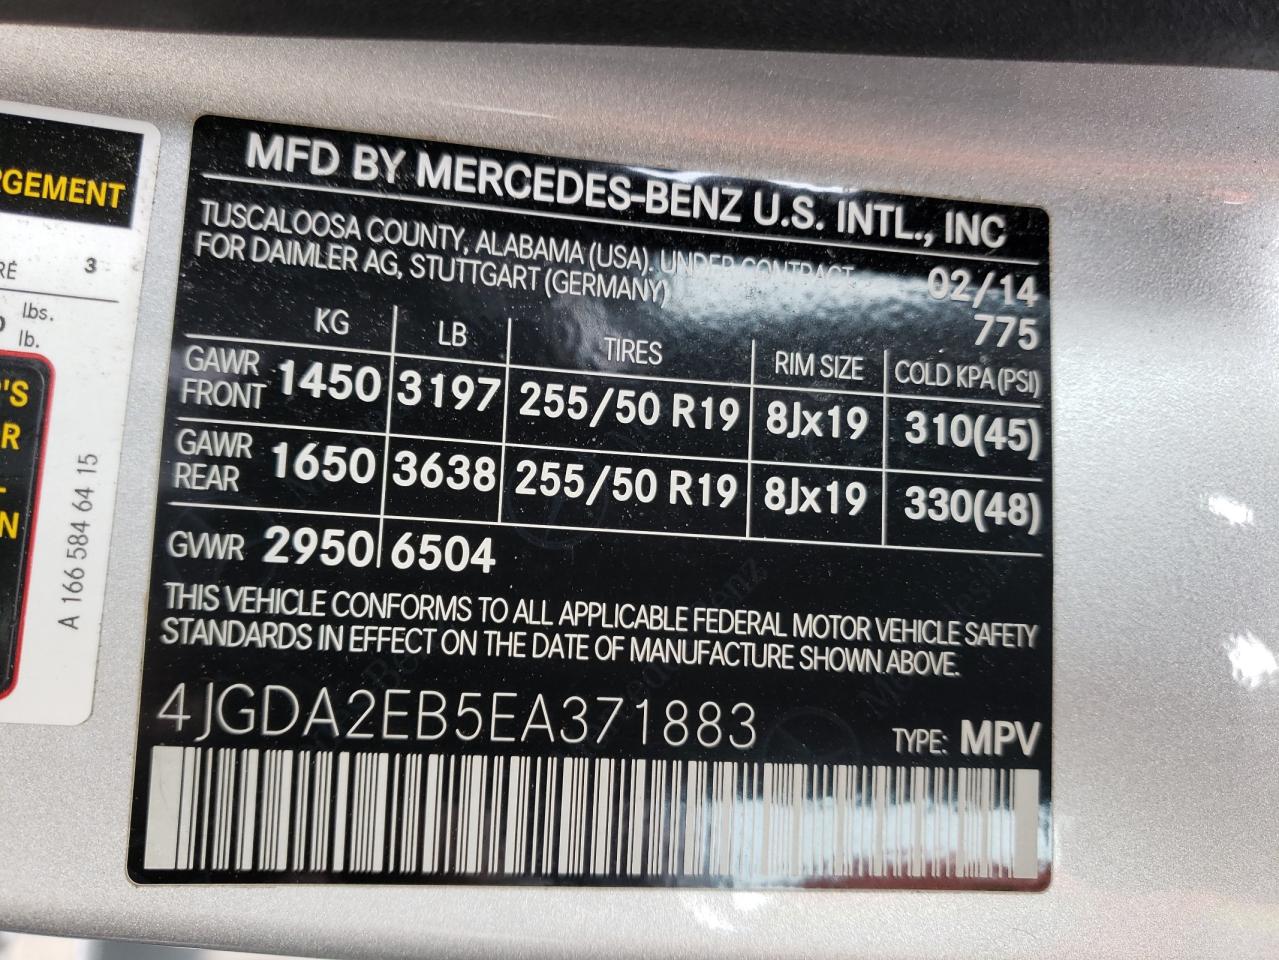 RGEMENT
RÉ 3
lbs.
lb.
'S
R
N
A 166 584 64 15
MFD BY MERCEDES-BENZ U.S. INTL., INC
TUSCALOOSA COUNTY, ALABAMA (USA). UNDER CONTRACT
FOR DAIMLER AG, STUTTGART (GERMANY)
02/14
775
KG LB TIRES RIM SIZE COLD KPA (PSI)
GAWR FRONT 1450 3197 255/50 R19 8Jx19 310(45)
GAWR REAR 1650 3638 255/50 R19 8Jx19 330(48)
GVWR 2950 6504
THIS VEHICLE CONFORMS TO ALL APPLICABLE FEDERAL MOTOR VEHICLE SAFETY
STANDARDS IN EFFECT ON THE DATE OF MANUFACTURE SHOWN ABOVE.
4JGDA2EB5EA371883
TYPE: MPV